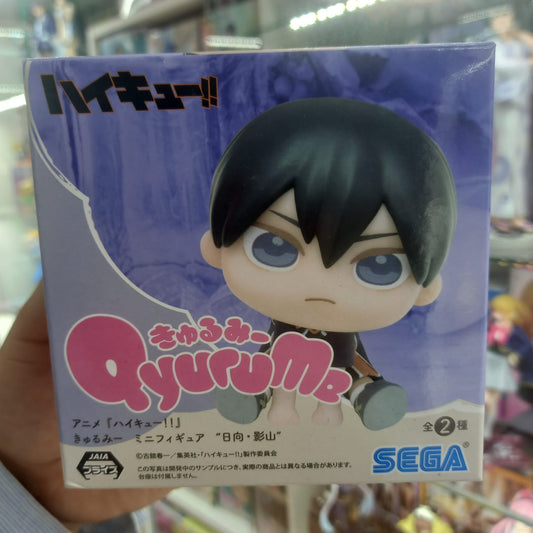 ハイキュー!!
きゅるみー
QyuruMe
アニメ『ハイキュー!!』
きゅるみー ミニフィギュア “日向・影山”
全2種
JAIA
プライズ
©古舘春一/集英社・「ハイキュー!!」製作委員会
この写真は開発中のサンプルにつき、実際の商品とは異なる場合があります。
台座は付属しません。
SEGA